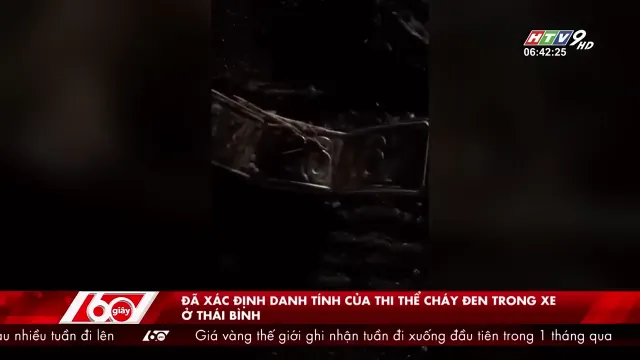 HTV9 HD
06:42:25
60 giây
ĐÃ XÁC ĐỊNH DANH TÍNH CỦA THI THỂ CHÁY ĐEN TRONG XE
Ở THÁI BÌNH
au nhiều tuần đi lên 60 giây Giá vàng thế giới ghi nhận tuần đi xuống đầu tiên trong 1 tháng qua